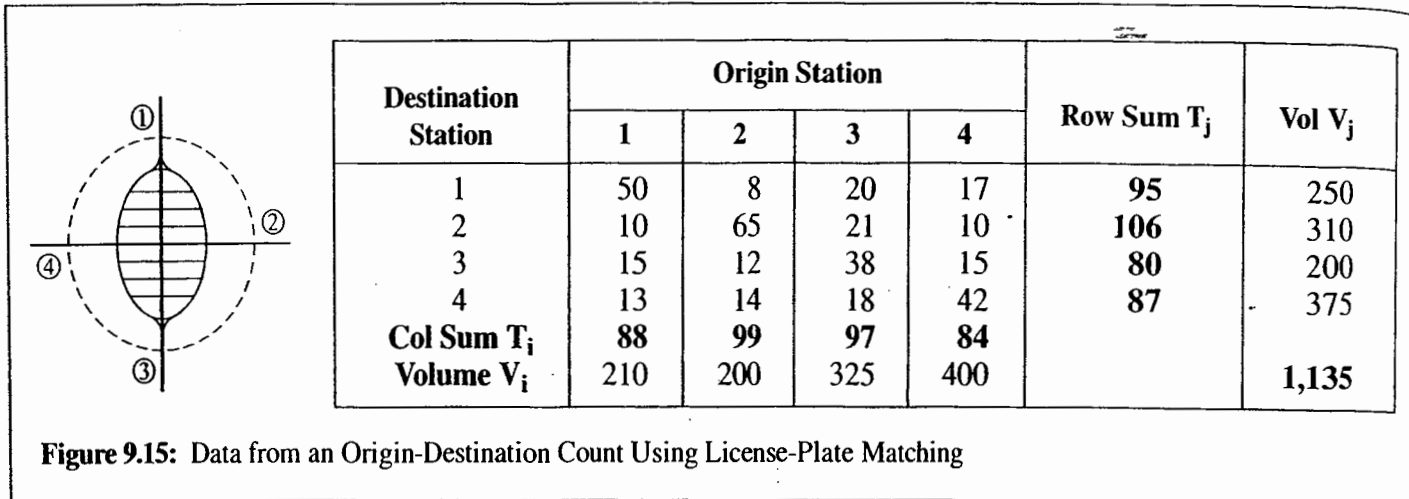 ①
②
④
③
Destination Station | Origin Station | Row Sum Tj | Vol Vj
1 | 2 | 3 | 4
1 | 50 | 8 | 20 | 17 | 95 | 250
2 | 10 | 65 | 21 | 10 | 106 | 310
3 | 15 | 12 | 38 | 15 | 80 | 200
4 | 13 | 14 | 18 | 42 | 87 | 375
Col Sum Ti | 88 | 99 | 97 | 84
Volume Vi | 210 | 200 | 325 | 400 | 1,135
Figure 9.15: Data from an Origin-Destination Count Using License-Plate Matching